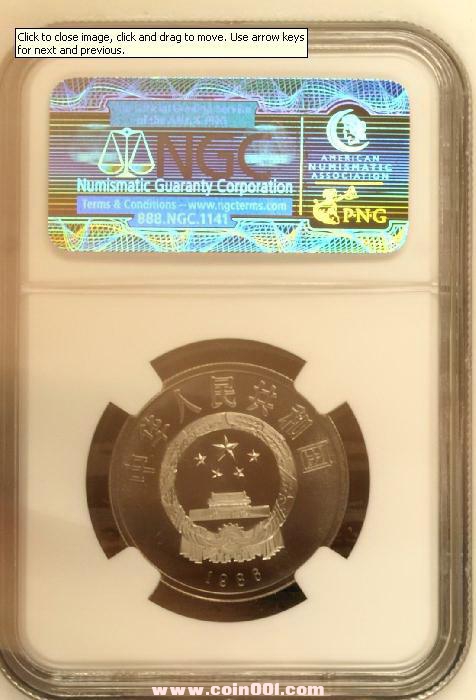 Click to close image, click and drag to move. Use arrow keys
for next and previous.
NGC
Numismatic Guaranty Corporation
Terms & Conditions – www.ngcterms.com
888.NGC.1141
AMERICAN
NUMISMATIC
ASSOCIATION
PNG
中华人民共和国
www.coin001.com